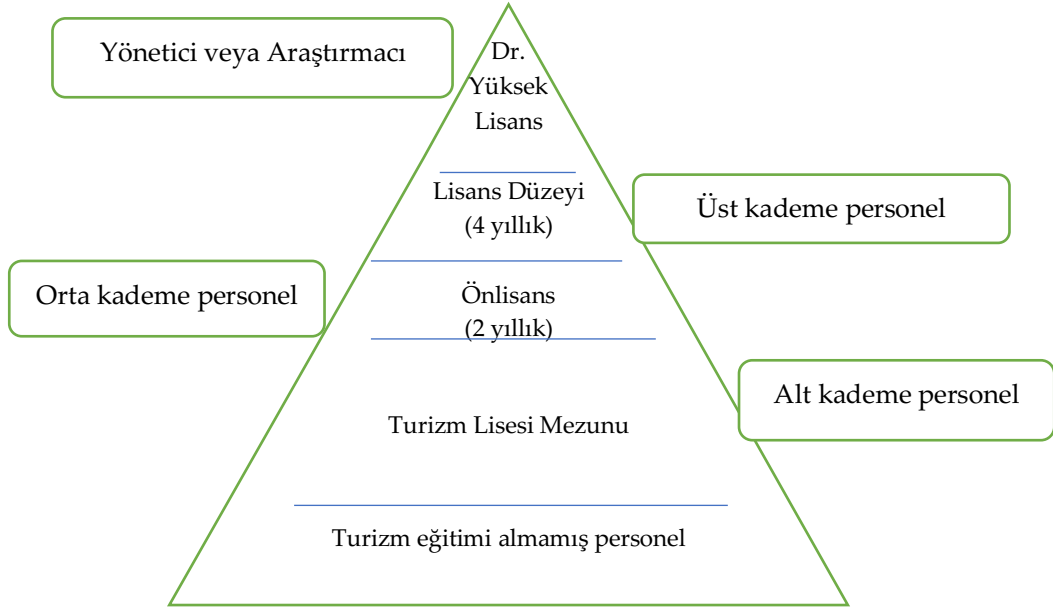 Yönetici veya Araştırmacı
Dr.
Yüksek
Lisans
Lisans Düzeyi
(4 yıllık)
Üst kademe personel
Orta kademe personel
Önlisans
(2 yıllık)
Alt kademe personel
Turizm Lisesi Mezunu
Turizm eğitimi almamış personel